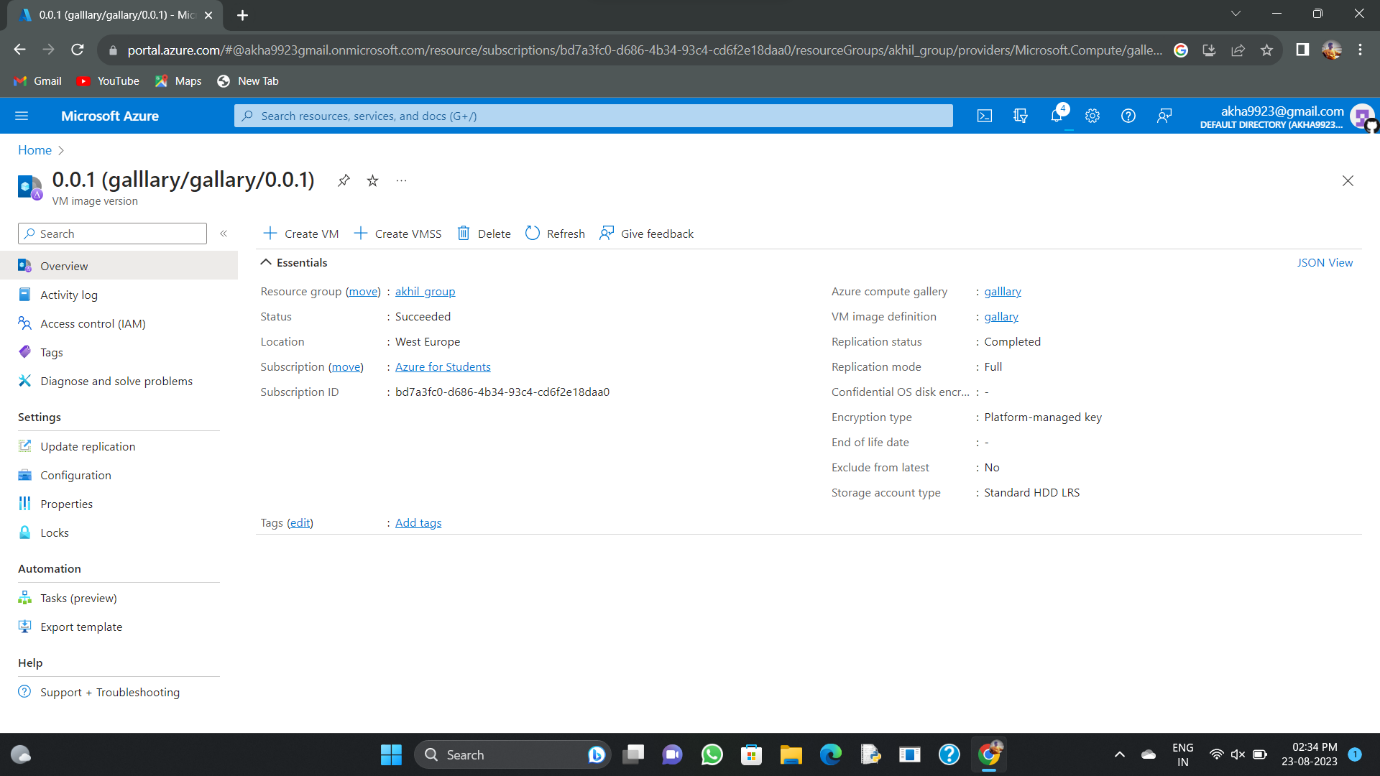 0.0.1 (galllary/gallary/0.0.1) - Mic
portal.azure.com/#@akha9923gmail.onmicrosoft.com/resource/subscriptions/bd7a3fc0-d686-4b34-93c4-cd6f2e18daa0/resourceGroups/akhil_group/providers/Microsoft.Compute/galle...
Gmail YouTube Maps New Tab
Microsoft Azure
Search resources, services, and docs (G+/)
4
akha9923@gmail.com
DEFAULT DIRECTORY (AKHA9923...
Home
0.0.1 (galllary/gallary/0.0.1)
VM image version
Search
Create VM Create VMSS Delete Refresh Give feedback
Overview
Activity log
Access control (IAM)
Tags
Diagnose and solve problems
Settings
Update replication
Configuration
Properties
Locks
Automation
Tasks (preview)
Export template
Help
Support + Troubleshooting
Essentials
JSON View
Resource group (move) : akhil_group
Status : Succeeded
Location : West Europe
Subscription (move) : Azure for Students
Subscription ID : bd7a3fc0-d686-4b34-93c4-cd6f2e18daa0
Azure compute gallery : galllary
VM image definition : gallary
Replication status : Completed
Replication mode : Full
Confidential OS disk encr... : -
Encryption type : Platform-managed key
End of life date : -
Exclude from latest : No
Storage account type : Standard HDD LRS
Tags (edit) : Add tags
Search
ENG
IN
02:34 PM
23-08-2023
1